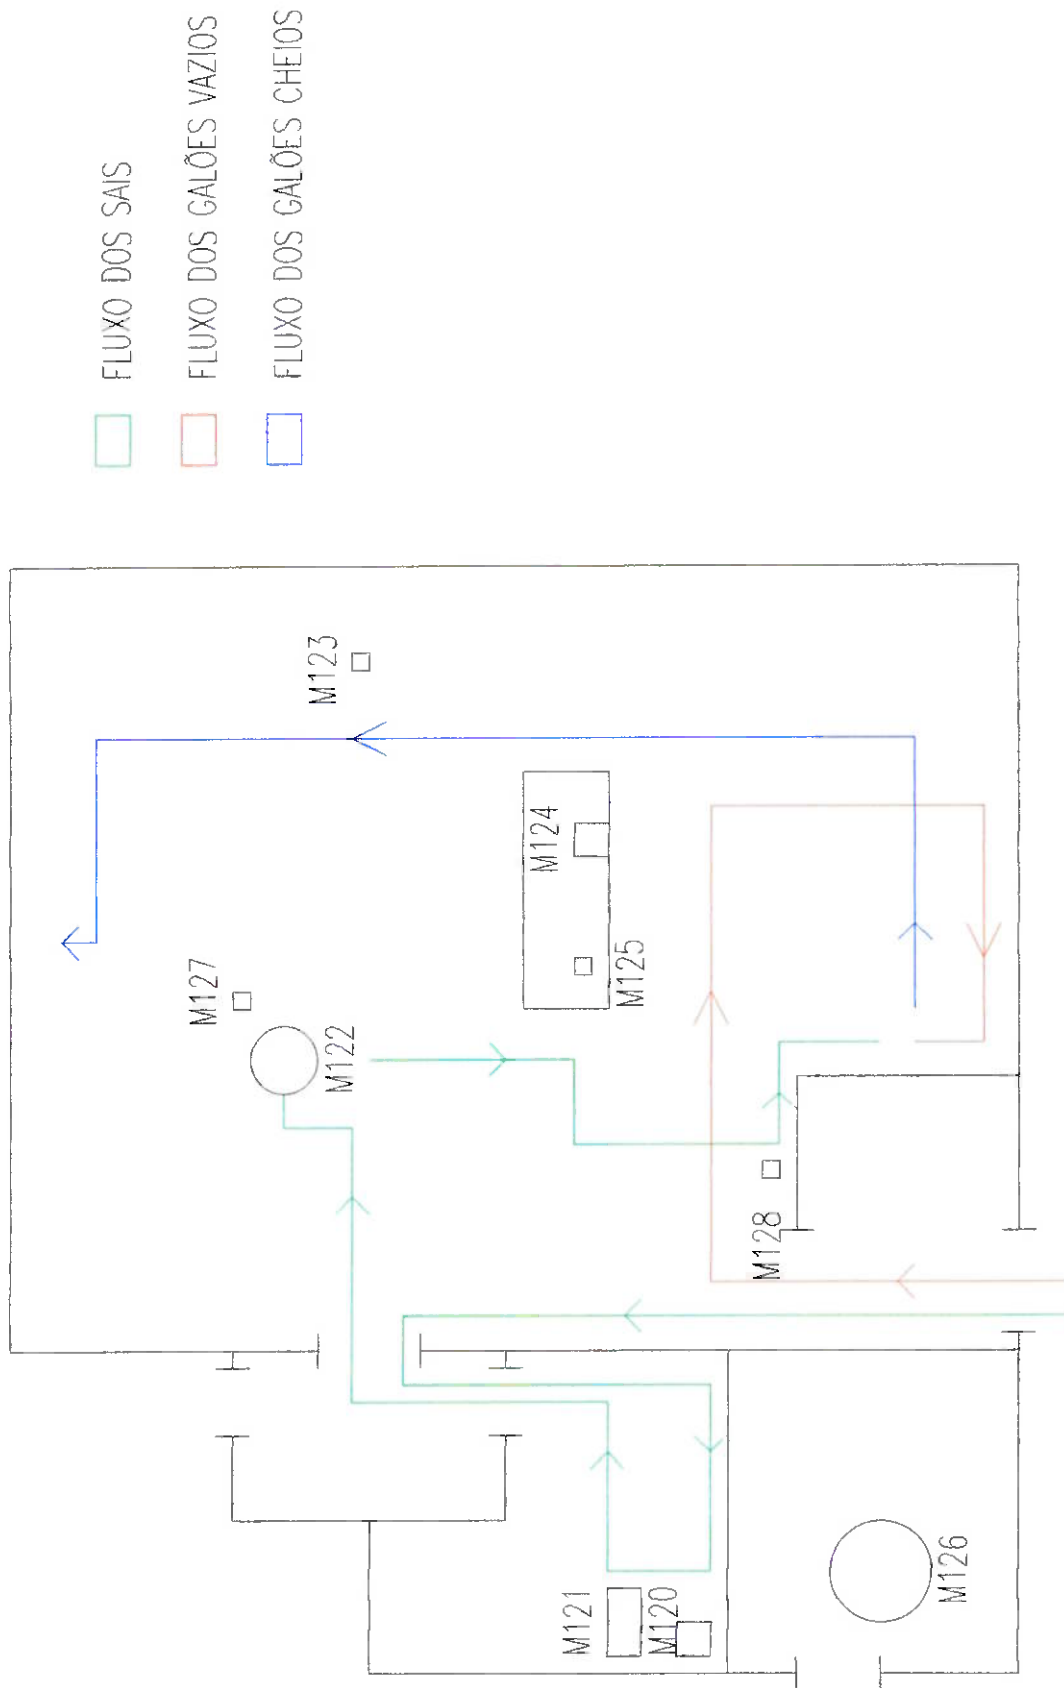 FLUXO DOS SAIS
FLUXO DOS GALÕES VAZIOS
FLUXO DOS GALÕES CHEIOS
M123
M127
M122
M124
M125
M128
M121
M120
M126